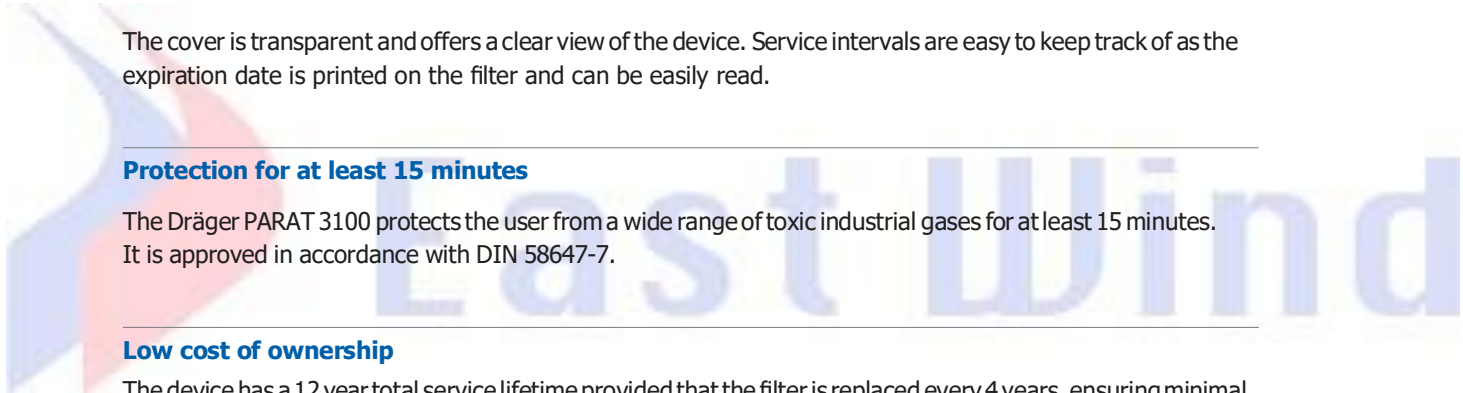 The cover is transparent and offers a clear view of the device. Service intervals are easy to keep track of as the
expiration date is printed on the filter and can be easily read.
Protection for at least 15 minutes
The Dräger PARAT 3100 protects the user from a wide range of toxic industrial gases for at least 15 minutes.
It is approved in accordance with DIN 58647-7.
East Wind
Low cost of ownership
The device has a 12 year total service lifetime provided that the filter is replaced every 4 years, ensuring minimal